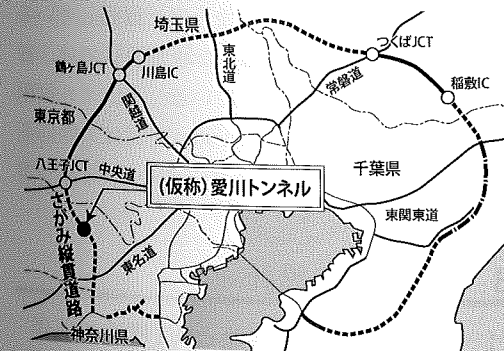 埼玉県
つくばJCT
鶴ヶ島JCT
川島IC
東北道
常磐道
稲敷IC
関越道
東京都
八王子JCT
中央道
千葉県
(仮称)愛川トンネル
東関東道
さがみ縦貫道路
東名道
神奈川県